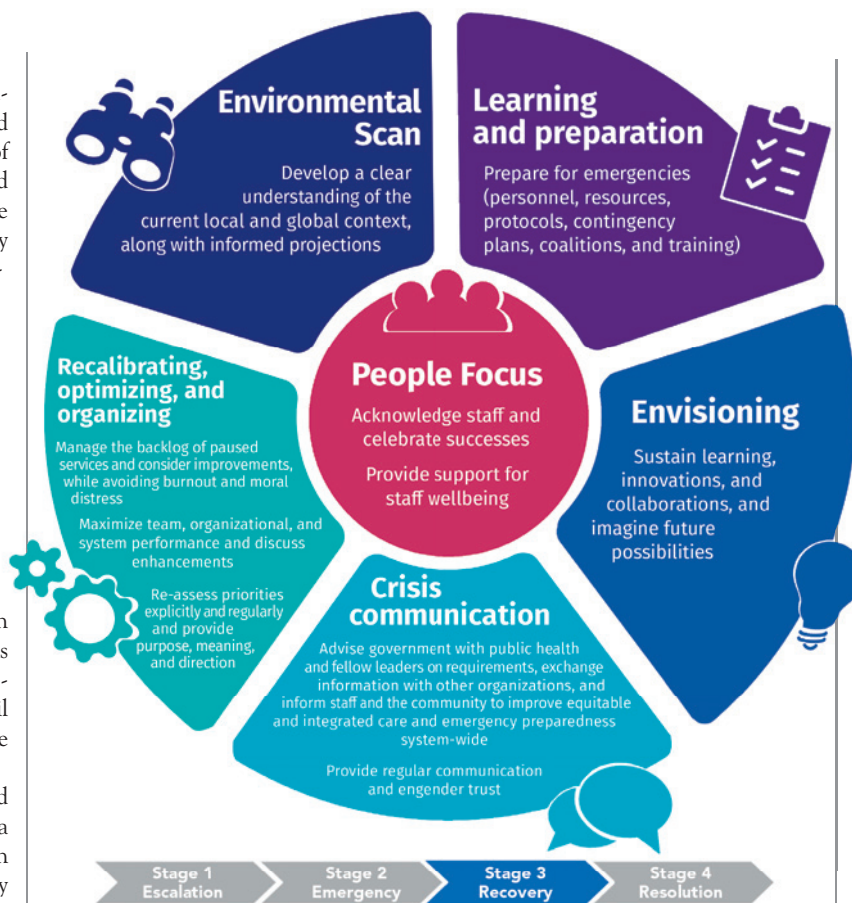 Environmental
Scan
Develop a clear
understanding of the
current local and global context,
along with informed projections
Learning
and preparation
Prepare for emergencies
(personnel, resources,
protocols, contingency
plans, coalitions, and training)
Recalibrating,
optimizing, and
organizing
Manage the backlog of paused
services and consider improvements,
while avoiding burnout and moral
distress
Maximize team, organizational, and
system performance and discuss
enhancements
Re-assess priorities
explicitly and regularly
and provide
purpose, meaning,
and direction
People Focus
Acknowledge staff and
celebrate successes
Provide support for
staff wellbeing
Envisioning
Sustain learning,
innovations, and
collaborations, and
imagine future
possibilities
Crisis
communication
Advise government with public health
and fellow leaders on requirements, exchange
information with other organizations, and
inform staff and the community to improve equitable
and integrated care and emergency preparedness
system-wide
Provide regular communication
and engender trust
Stage 1
Escalation
Stage 2
Emergency
Stage 3
Recovery
Stage 4
Resolution